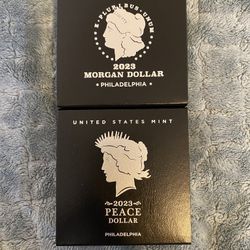 E·PLURIBUS·UNUM
2023
MORGAN DOLLAR
★ PHILADELPHIA ★
UNITED STATES MINT
2023
PEACE
DOLLAR
PHILADELPHIA